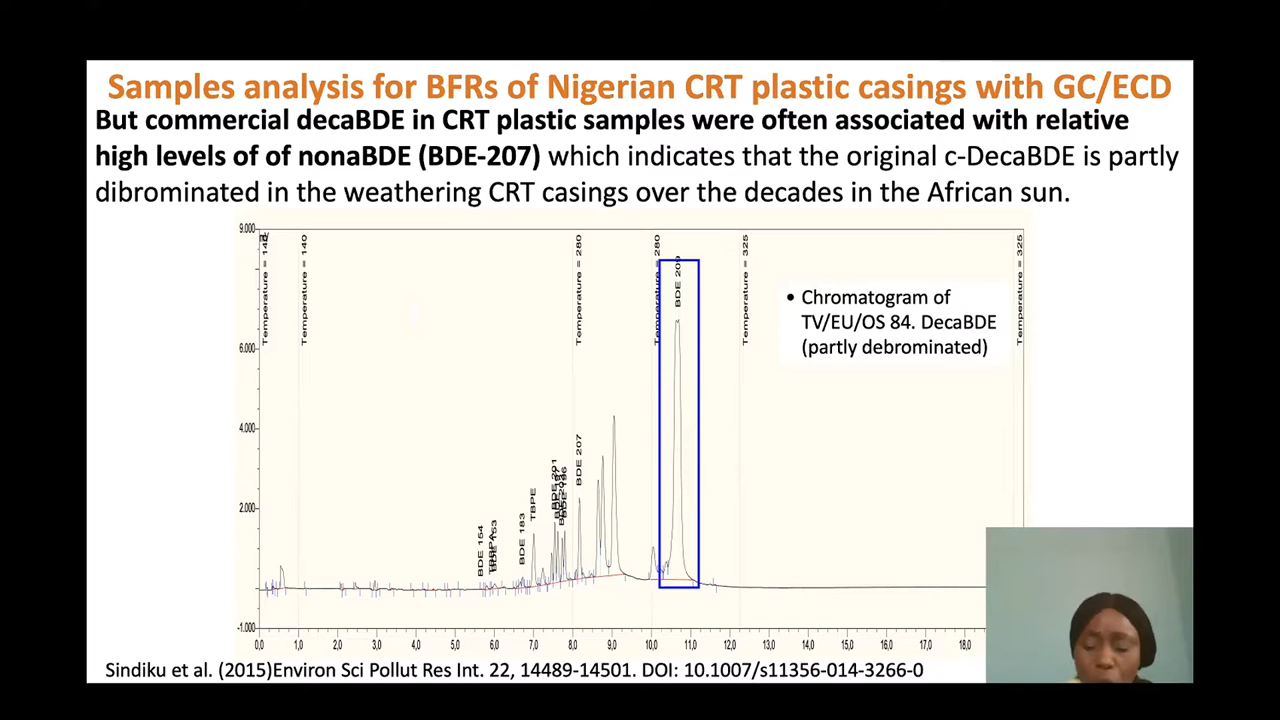 Samples analysis for BFRs of Nigerian CRT plastic casings with GC/ECD
But commercial decaBDE in CRT plastic samples were often associated with relative
high levels of of nonaBDE (BDE-207) which indicates that the original c-DecaBDE is partly
dibrominated in the weathering CRT casings over the decades in the African sun.
9.000
6.000
4.000
2.000
-1.000
Temperature = 140
Temperature = 280
Temperature = 280
Temperature = 325
Temperature = 325
BDE 154
BDE 153
BDE 183
TBPE
BDE 201
BDE 196
BDE 207
BDE 209
• Chromatogram of
TV/EU/OS 84. DecaBDE
(partly debrominated)
0,0 1,0 2,0 3,0 4,0 5,0 6,0 7,0 8,0 9,0 10,0 11,0 12,0 13,0 14,0 15,0 16,0 17,0 18,0
Sindiku et al. (2015)Environ Sci Pollut Res Int. 22, 14489-14501. DOI: 10.1007/s11356-014-3266-0